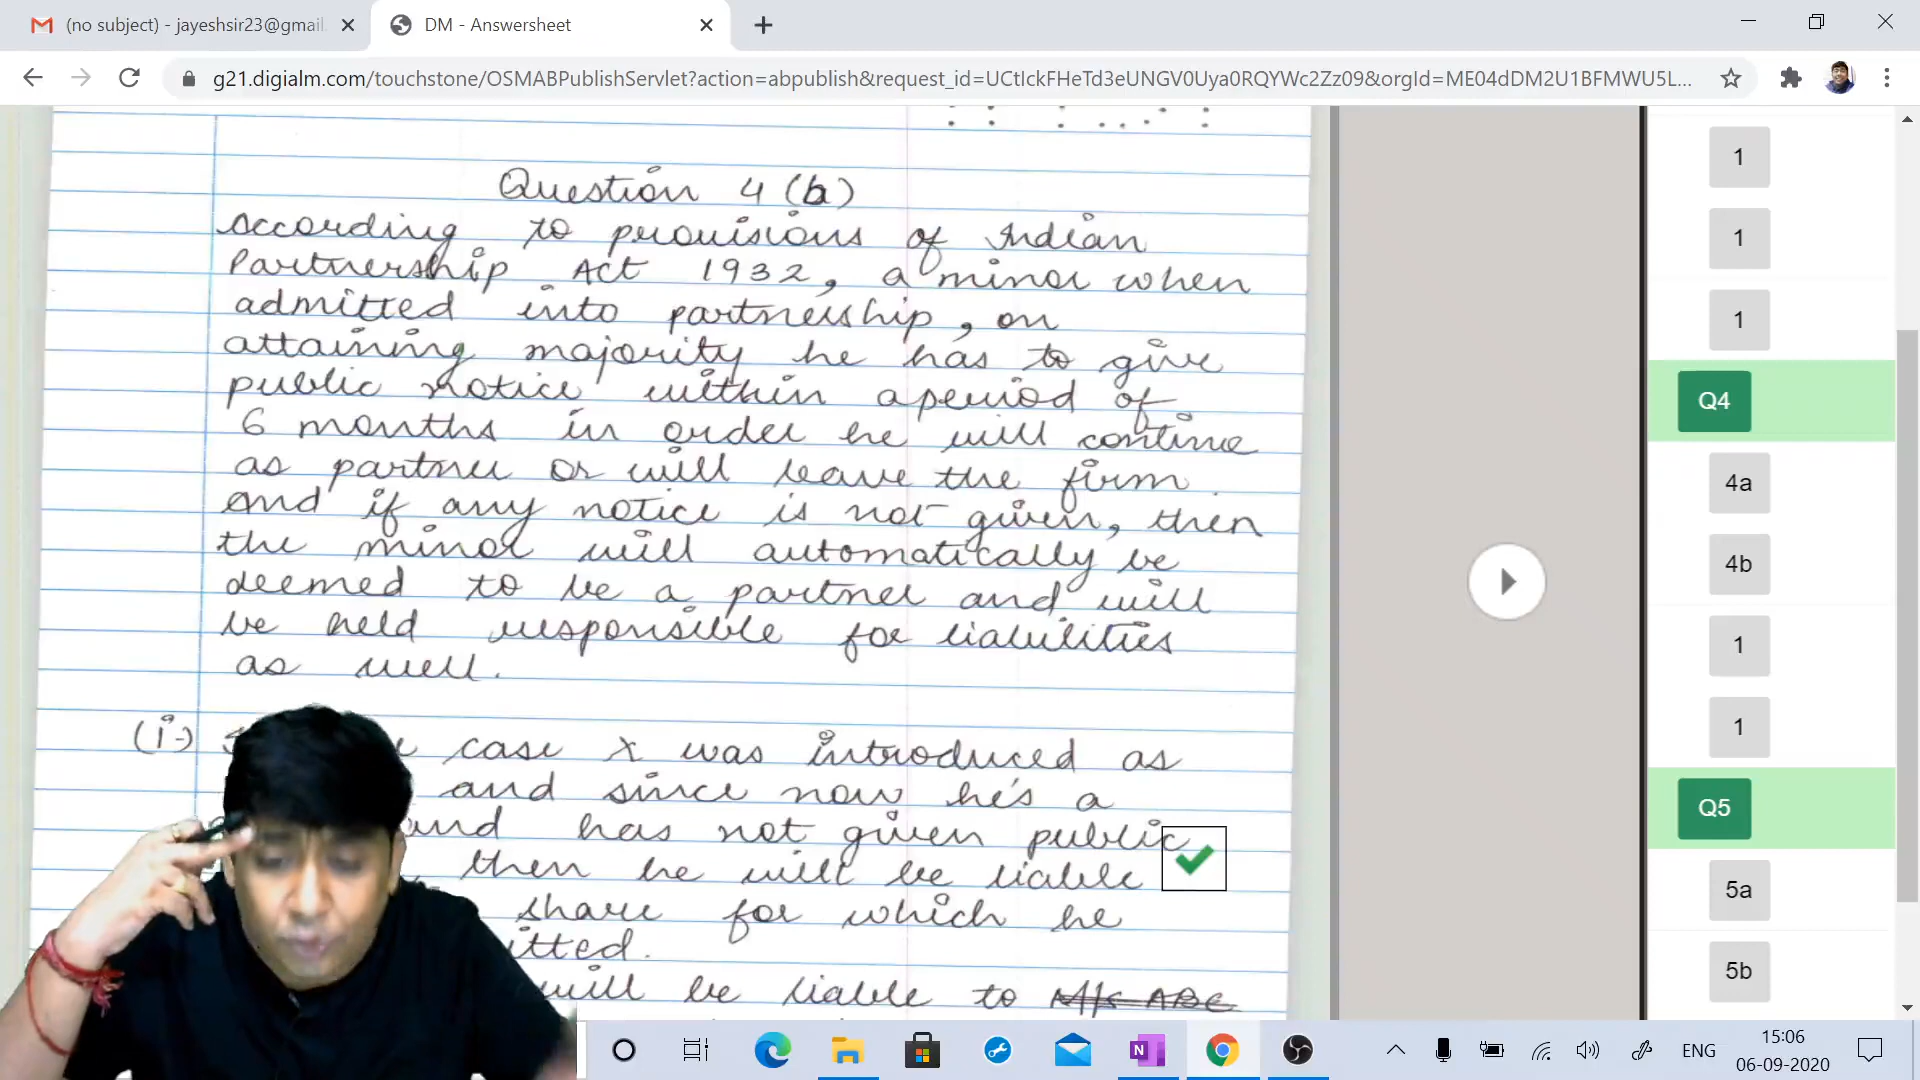 (no subject) - jayeshsir23@gmail.
DM - Answersheet
g21.digialm.com/touchstone/OSMABPublishServlet?action=abpublish&request_id=UCtIckFHeTd3eUNGV0Uya0RQYWc2Zz09&orgId=ME04dDM2U1BFMWU5L...
Question 4 (b)
According to provisions of Indian
Partnership Act 1932, a minor when
admitted into partnership, on
attaining majority he has to give
public notice within a period of
6 months in order he will contine
as partner or will leave the firm.
And if any notice is not given, then
the minor will automatically be
deemed to be a partner and will
be held responsible for liabilities
as well.
(i) case X was introduced as
and since now he's a
and has not given public
then he will be liable
share for which he
itted.
will be liable to M/s ABC
1
1
1
Q4
4a
4b
1
1
Q5
5a
5b
ENG
15:06
06-09-2020